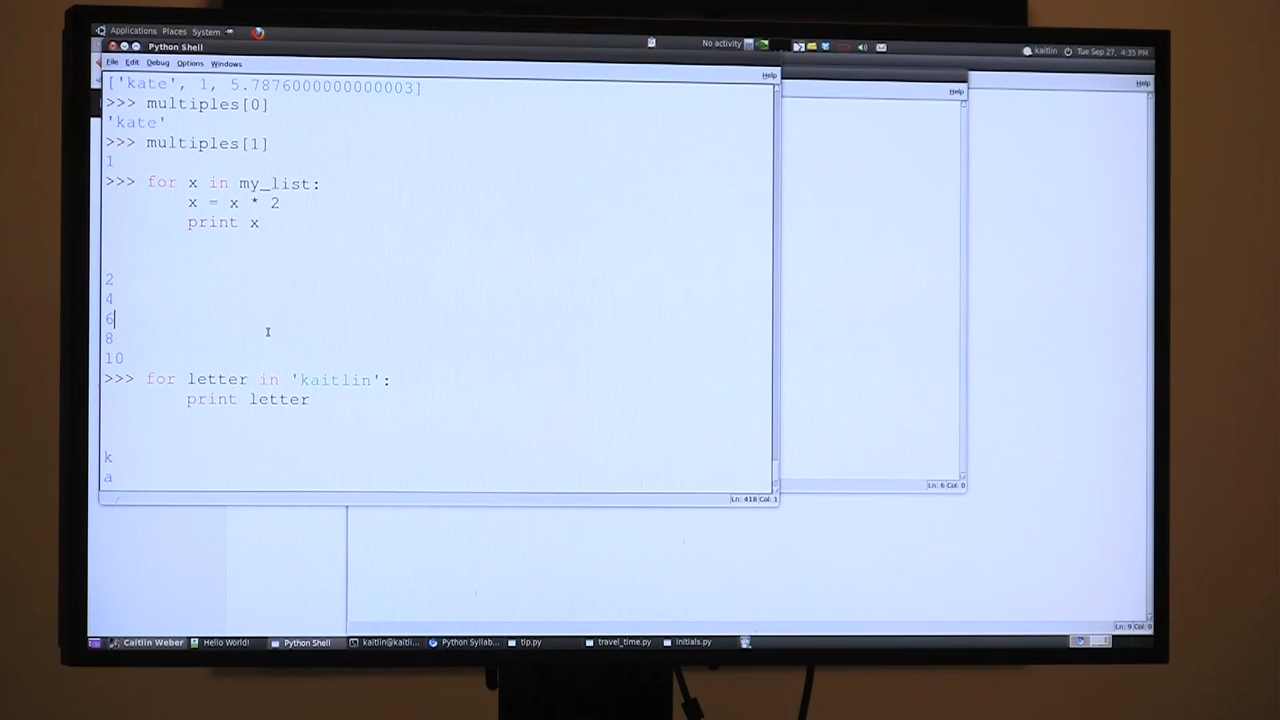 Applications Places System
No activity
kaitlin
Tue Sep 27, 4:35 PM
Python Shell
File Edit Debug Options Windows
Help
Help
Help
['kate', 1, 5.7876000000000003]
>>> multiples[0]
'kate'
>>> multiples[1]
1
>>> for x in my_list:
x = x * 2
print x
2
4
6
8
10
>>> for letter in 'kaitlin':
print letter
k
a
Ln: 418 Col: 1
Ln: 6 Col: 0
Ln: 9 Col: 0
Caitlin Weber
Hello World!
Python Shell
kaitlin@kaitli...
Python Syllab...
tip.py
travel_time.py
initials.py